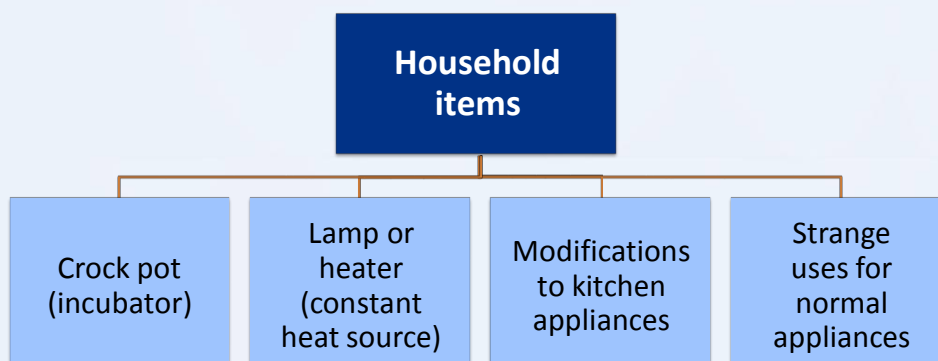 Household
items
Crock pot
(incubator)
Lamp or
heater
(constant
heat source)
Modifications
to kitchen
appliances
Strange
uses for
normal
appliances